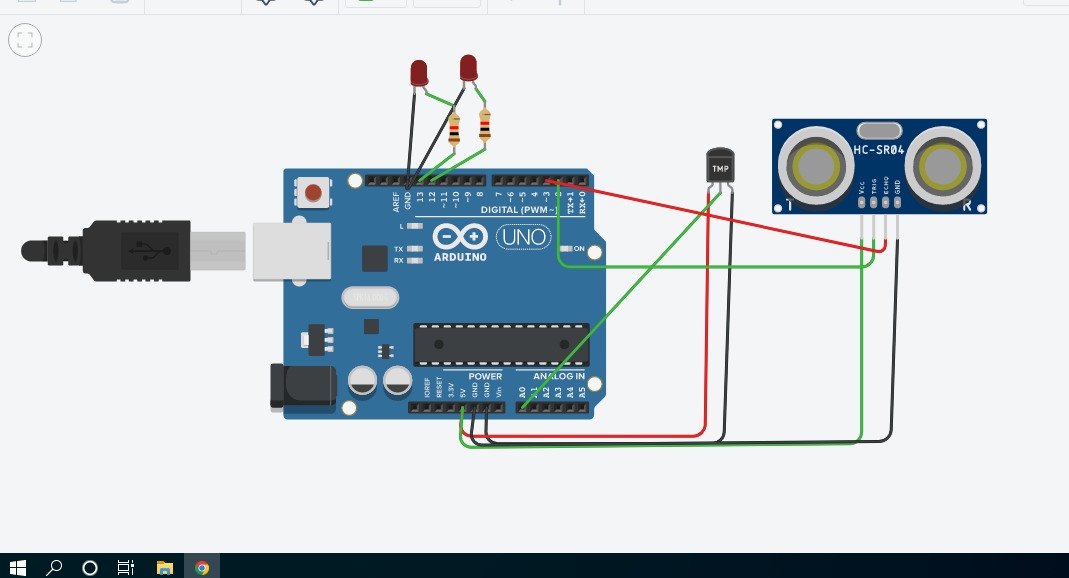 TMP
HC-SR04
VCC
TRIG
ECHO
GND
T
R
AREF
GND
13
12
~11
~10
~9
8
7
~6
~5
4
~3
2
TX→1
RX←0
DIGITAL (PWM~)
L
TX
RX
ARDUINO
UNO
ON
POWER
ANALOG IN
IOREF
RESET
3.3V
5V
GND
GND
Vin
A0
A1
A2
A3
A4
A5